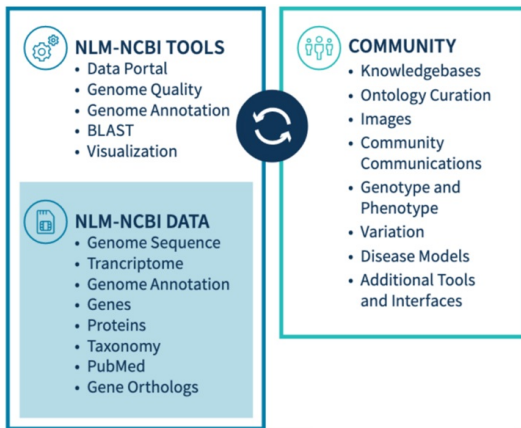 NLM-NCBI TOOLS
• Data Portal
• Genome Quality
• Genome Annotation
• BLAST
• Visualization
NLM-NCBI DATA
• Genome Sequence
• Trancriptome
• Genome Annotation
• Genes
• Proteins
• Taxonomy
• PubMed
• Gene Orthologs
COMMUNITY
• Knowledgebases
• Ontology Curation
• Images
• Community
Communications
• Genotype and
Phenotype
• Variation
• Disease Models
• Additional Tools
and Interfaces